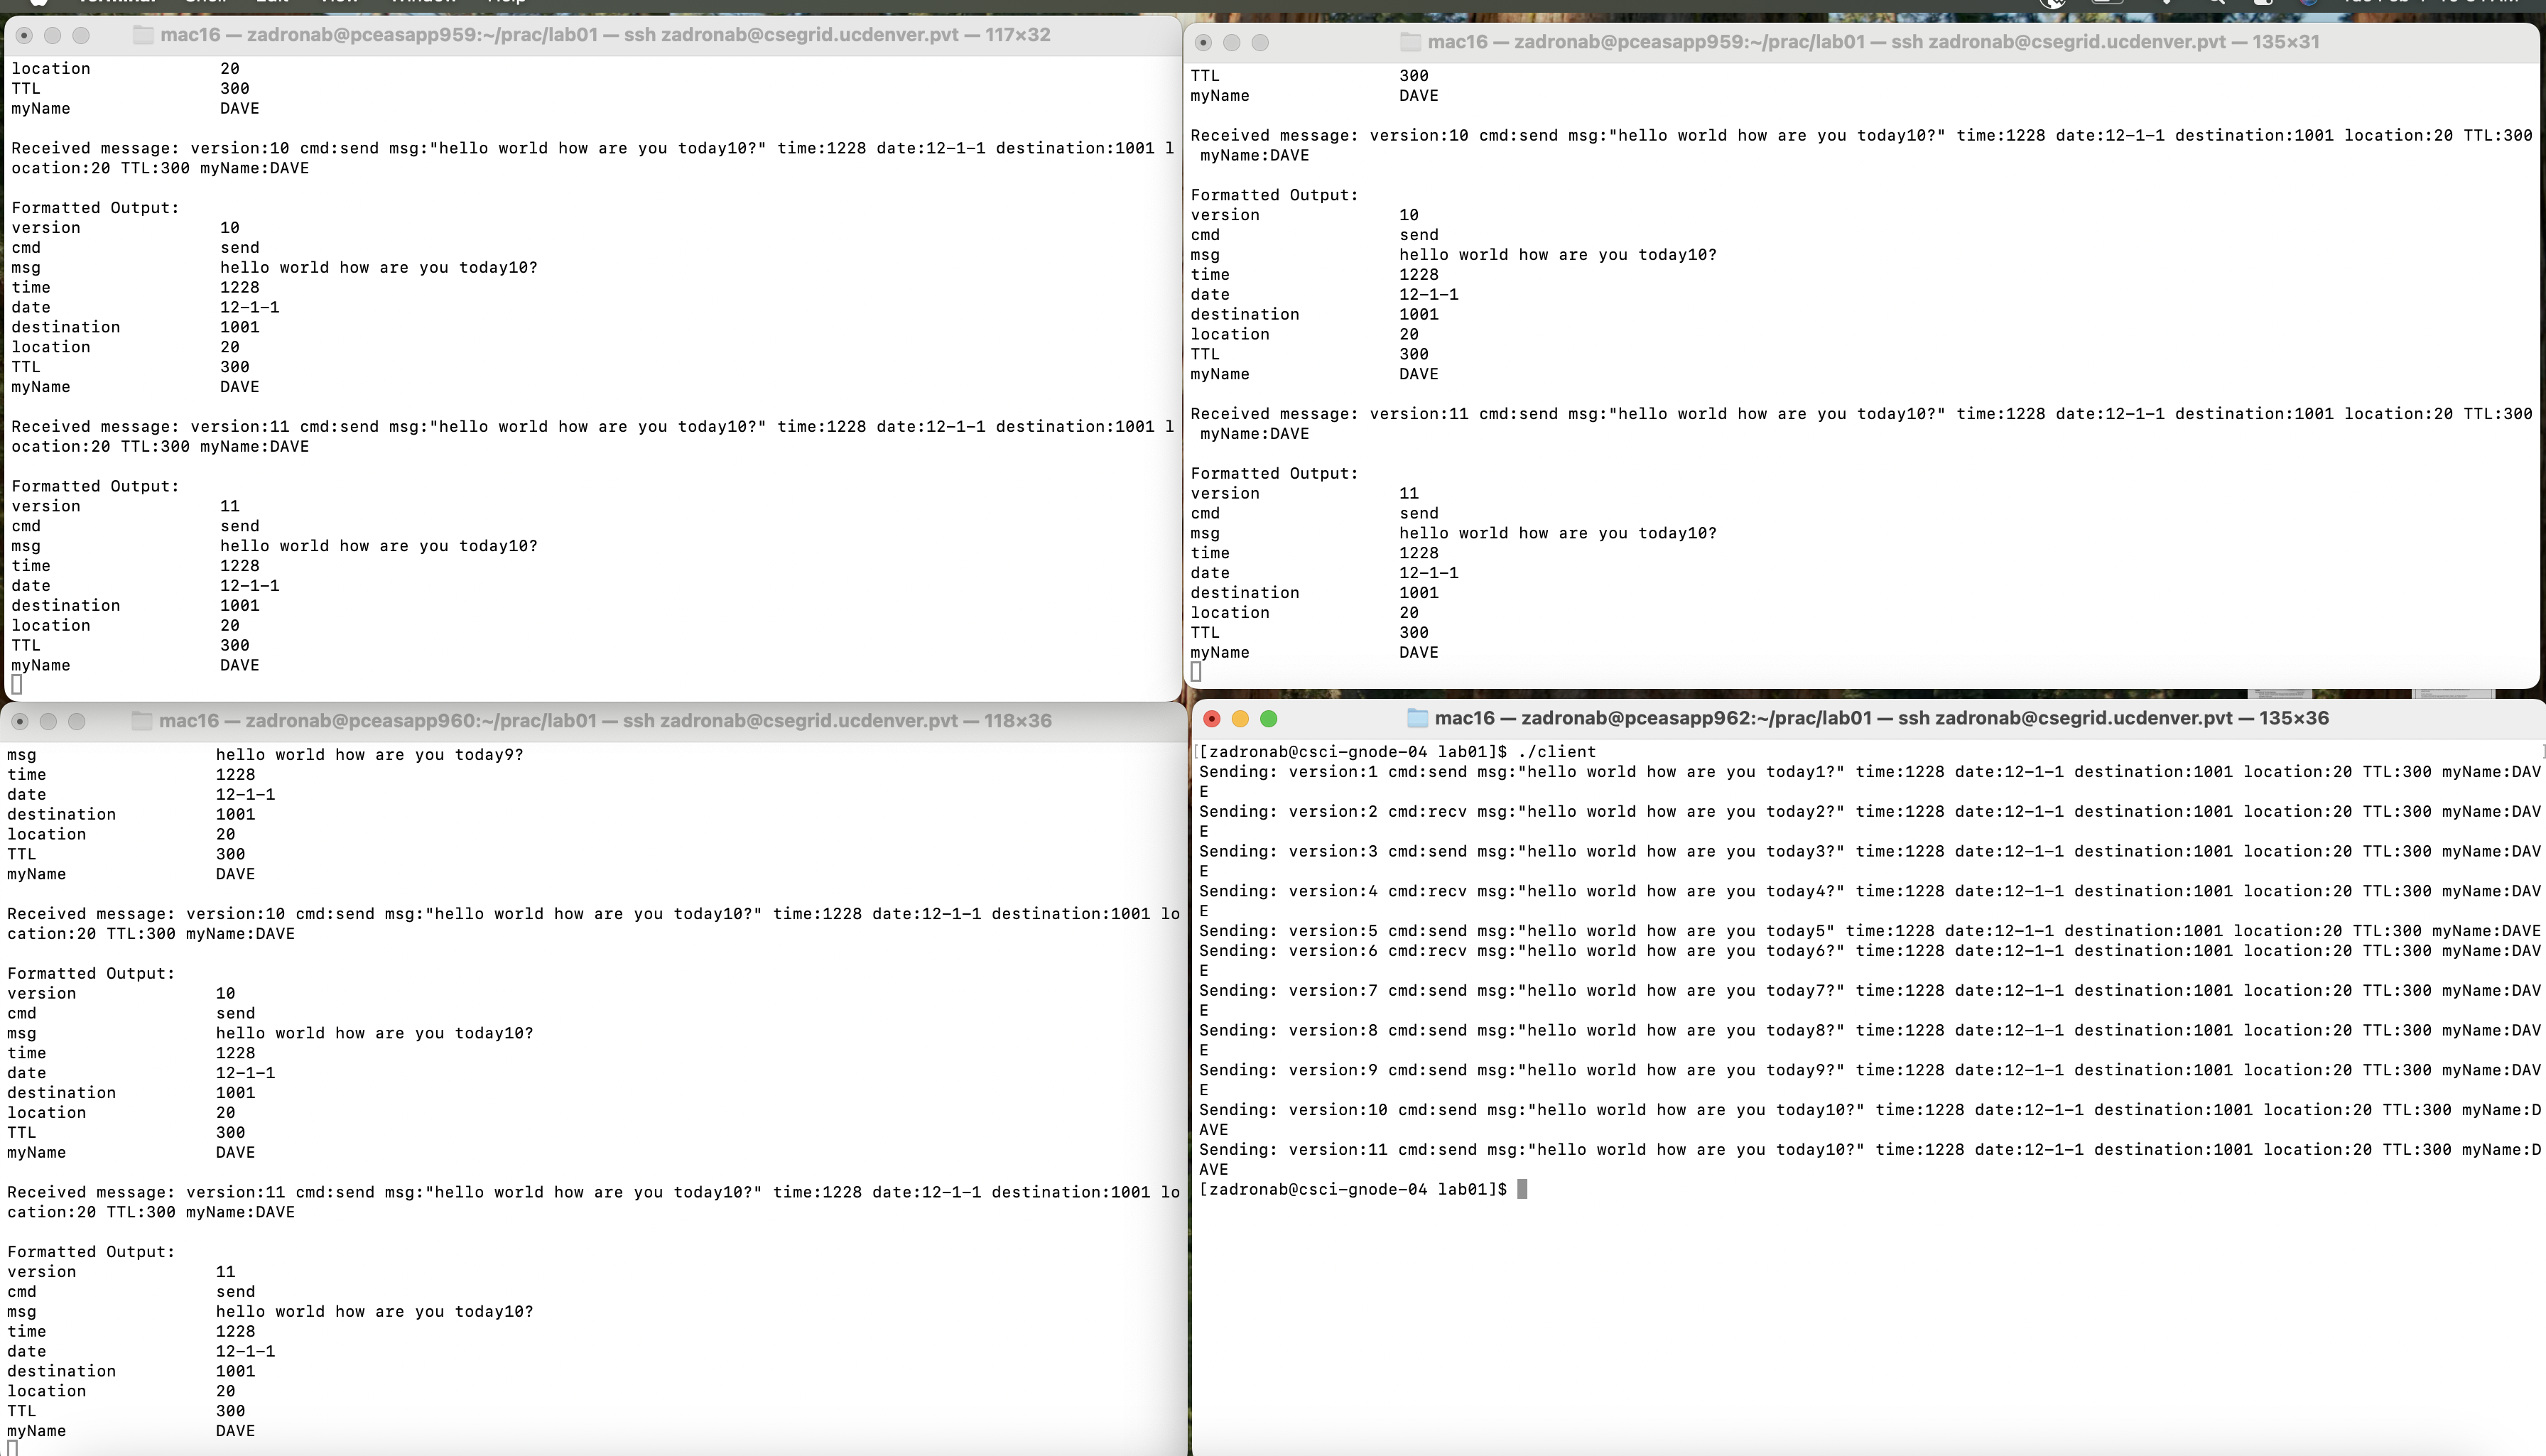 mac16 — zadronab@pceasapp959:~/prac/lab01 — ssh zadronab@csegrid.ucdenver.pvt — 117×32
location 20
TTL 300
myName DAVE
Received message: version:10 cmd:send msg:"hello world how are you today10?" time:1228 date:12-1-1 destination:1001 l
ocation:20 TTL:300 myName:DAVE
Formatted Output:
version 10
cmd send
msg hello world how are you today10?
time 1228
date 12-1-1
destination 1001
location 20
TTL 300
myName DAVE
Received message: version:11 cmd:send msg:"hello world how are you today10?" time:1228 date:12-1-1 destination:1001 l
ocation:20 TTL:300 myName:DAVE
Formatted Output:
version 11
cmd send
msg hello world how are you today10?
time 1228
date 12-1-1
destination 1001
location 20
TTL 300
myName DAVE
mac16 — zadronab@pceasapp959:~/prac/lab01 — ssh zadronab@csegrid.ucdenver.pvt — 135×31
TTL 300
myName DAVE
Received message: version:10 cmd:send msg:"hello world how are you today10?" time:1228 date:12-1-1 destination:1001 location:20 TTL:300
myName:DAVE
Formatted Output:
version 10
cmd send
msg hello world how are you today10?
time 1228
date 12-1-1
destination 1001
location 20
TTL 300
myName DAVE
Received message: version:11 cmd:send msg:"hello world how are you today10?" time:1228 date:12-1-1 destination:1001 location:20 TTL:300
myName:DAVE
Formatted Output:
version 11
cmd send
msg hello world how are you today10?
time 1228
date 12-1-1
destination 1001
location 20
TTL 300
myName DAVE
mac16 — zadronab@pceasapp960:~/prac/lab01 — ssh zadronab@csegrid.ucdenver.pvt — 118×36
msg hello world how are you today9?
time 1228
date 12-1-1
destination 1001
location 20
TTL 300
myName DAVE
Received message: version:10 cmd:send msg:"hello world how are you today10?" time:1228 date:12-1-1 destination:1001 lo
cation:20 TTL:300 myName:DAVE
Formatted Output:
version 10
cmd send
msg hello world how are you today10?
time 1228
date 12-1-1
destination 1001
location 20
TTL 300
myName DAVE
Received message: version:11 cmd:send msg:"hello world how are you today10?" time:1228 date:12-1-1 destination:1001 lo
cation:20 TTL:300 myName:DAVE
Formatted Output:
version 11
cmd send
msg hello world how are you today10?
time 1228
date 12-1-1
destination 1001
location 20
TTL 300
myName DAVE
mac16 — zadronab@pceasapp962:~/prac/lab01 — ssh zadronab@csegrid.ucdenver.pvt — 135×36
[[zadronab@csci-gnode-04 lab01]$ ./client ]
Sending: version:1 cmd:send msg:"hello world how are you today1?" time:1228 date:12-1-1 destination:1001 location:20 TTL:300 myName:DAV
E
Sending: version:2 cmd:recv msg:"hello world how are you today2?" time:1228 date:12-1-1 destination:1001 location:20 TTL:300 myName:DAV
E
Sending: version:3 cmd:send msg:"hello world how are you today3?" time:1228 date:12-1-1 destination:1001 location:20 TTL:300 myName:DAV
E
Sending: version:4 cmd:recv msg:"hello world how are you today4?" time:1228 date:12-1-1 destination:1001 location:20 TTL:300 myName:DAV
E
Sending: version:5 cmd:send msg:"hello world how are you today5" time:1228 date:12-1-1 destination:1001 location:20 TTL:300 myName:DAVE
Sending: version:6 cmd:recv msg:"hello world how are you today6?" time:1228 date:12-1-1 destination:1001 location:20 TTL:300 myName:DAV
E
Sending: version:7 cmd:send msg:"hello world how are you today7?" time:1228 date:12-1-1 destination:1001 location:20 TTL:300 myName:DAV
E
Sending: version:8 cmd:send msg:"hello world how are you today8?" time:1228 date:12-1-1 destination:1001 location:20 TTL:300 myName:DAV
E
Sending: version:9 cmd:send msg:"hello world how are you today9?" time:1228 date:12-1-1 destination:1001 location:20 TTL:300 myName:DAV
E
Sending: version:10 cmd:send msg:"hello world how are you today10?" time:1228 date:12-1-1 destination:1001 location:20 TTL:300 myName:D
AVE
Sending: version:11 cmd:send msg:"hello world how are you today10?" time:1228 date:12-1-1 destination:1001 location:20 TTL:300 myName:D
AVE
[zadronab@csci-gnode-04 lab01]$